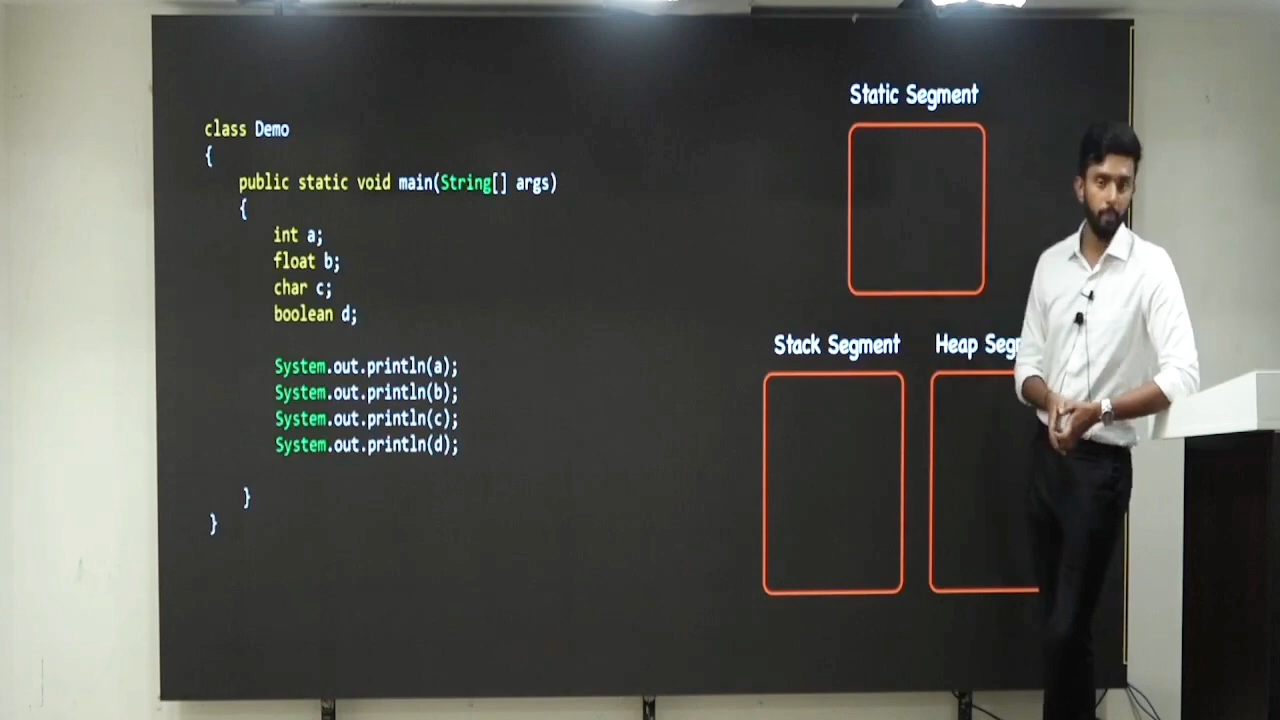 class Demo
{
public static void main(String[] args)
{
int a;
float b;
char c;
boolean d;
System.out.println(a);
System.out.println(b);
System.out.println(c);
System.out.println(d);
}
}
Static Segment
Stack Segment
Heap